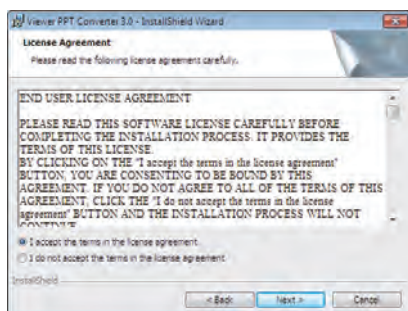 Viewer PPT Converter 3.0 - InstallShield Wizard
License Agreement
Please read the following license agreement carefully.
END USER LICENSE AGREEMENT
PLEASE READ THIS SOFTWARE LICENSE CAREFULLY BEFORE
COMPLETING THE INSTALLATION PROCESS. IT PROVIDES THE
TERMS OF THIS LICENSE.
BY CLICKING ON THE "I accept the terms in the license agreement"
BUTTON, YOU ARE CONSENTING TO BE BOUND BY THIS
AGREEMENT. IF YOU DO NOT AGREE TO ALL OF THE TERMS OF THIS
AGREEMENT, CLICK THE "I do not accept the terms in the license
agreement" BUTTON AND THE INSTALLATION PROCESS WILL NOT
CONTINUE.
I accept the terms in the license agreement
I do not accept the terms in the license agreement
InstallShield
< Back
Next >
Cancel